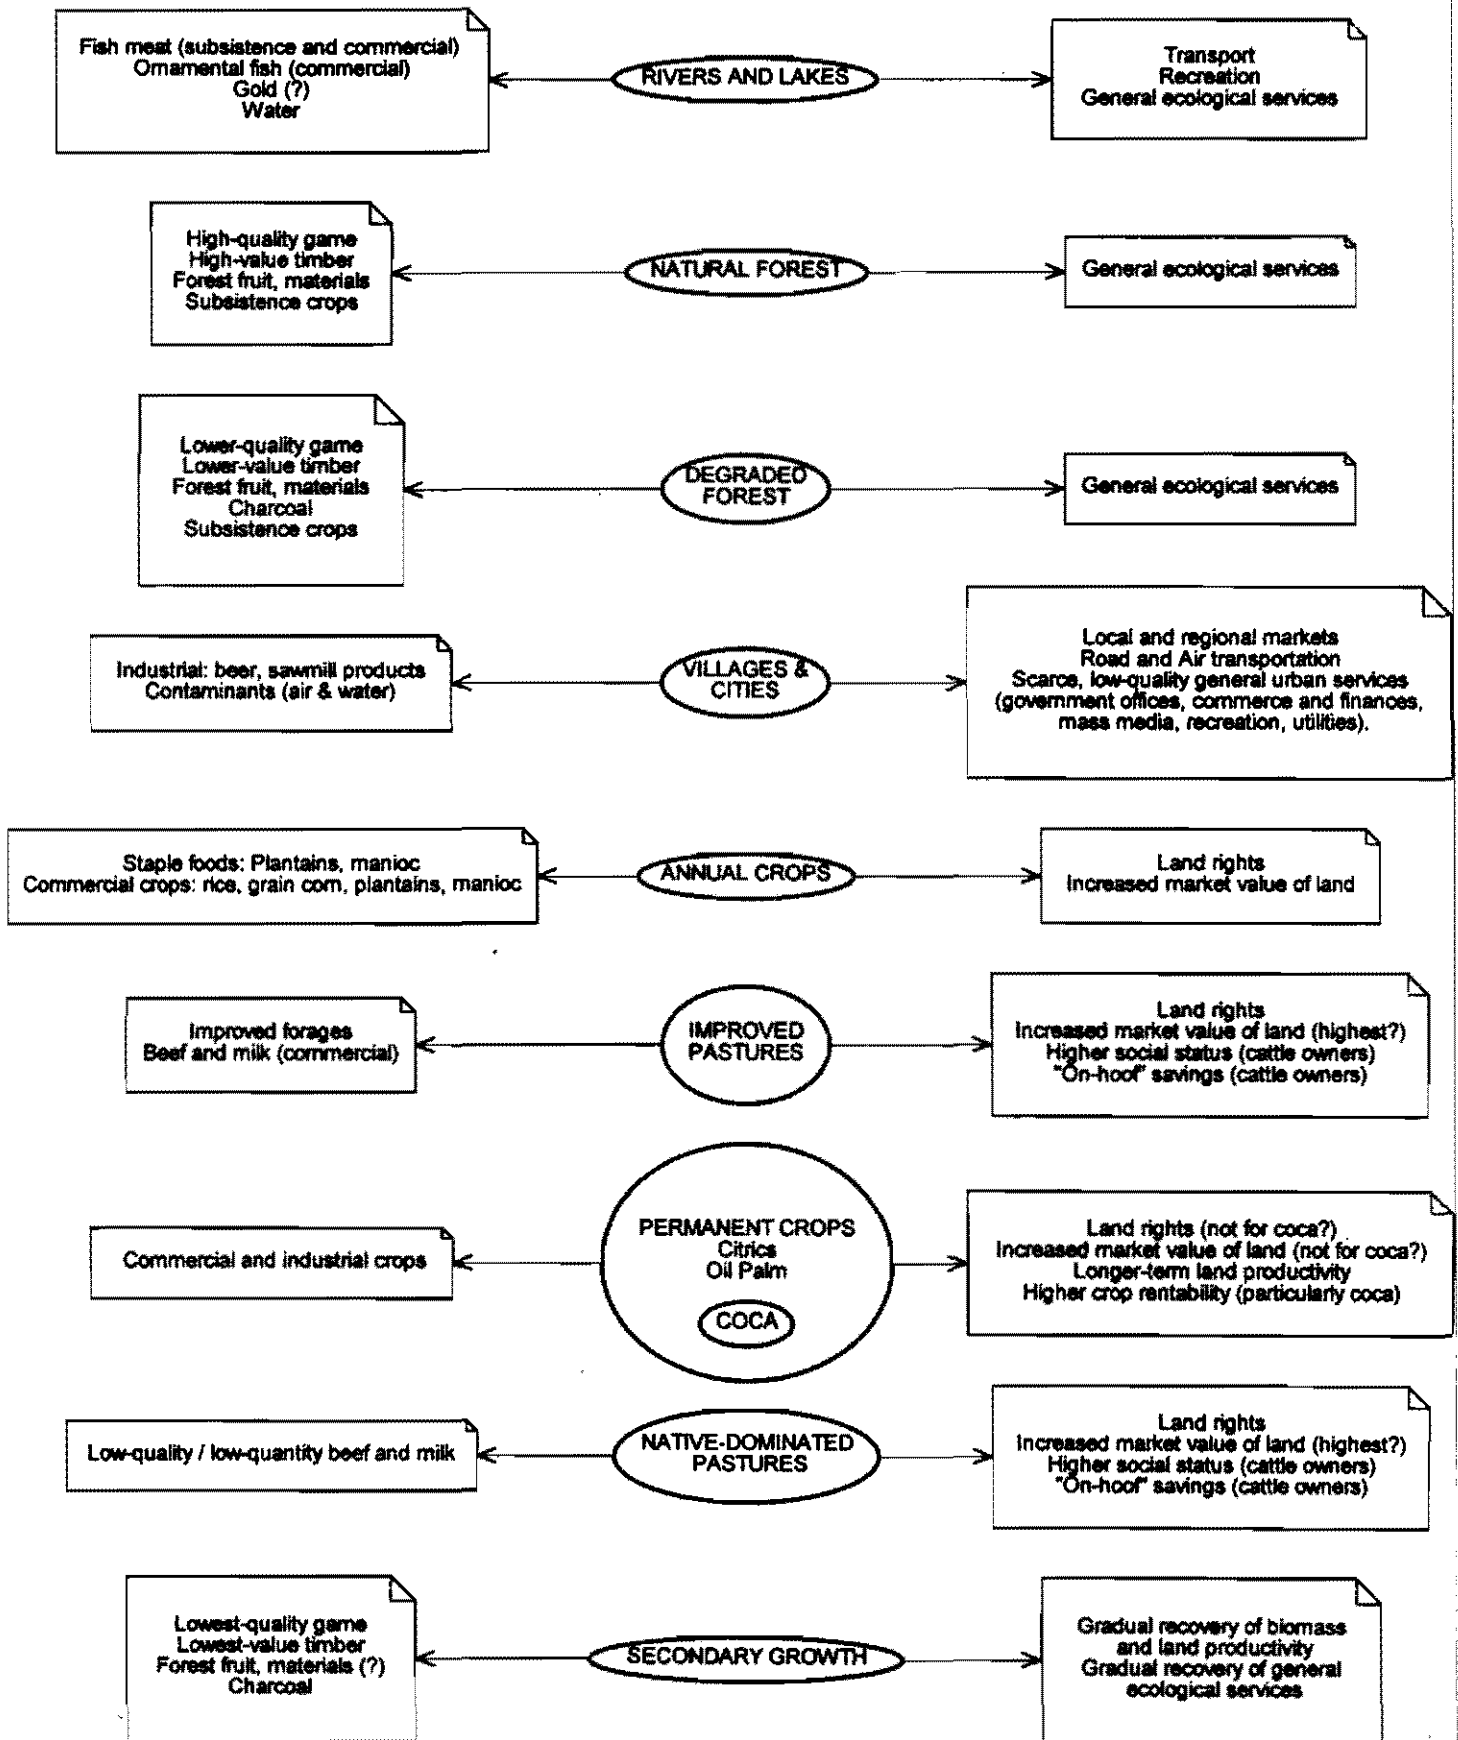 Fish meat (subsistence and commercial)
Ornamental fish (commercial)
Gold (?)
Water
RIVERS AND LAKES
Transport
Recreation
General ecological services
High-quality game
High-value timber
Forest fruit, materials
Subsistence crops
NATURAL FOREST
General ecological services
Lower-quality game
Lower-value timber
Forest fruit, materials
Charcoal
Subsistence crops
DEGRADED
FOREST
General ecological services
Industrial: beer, sawmill products
Contaminants (air & water)
VILLAGES &
CITIES
Local and regional markets
Road and Air transportation
Scarce, low-quality general urban services
(government offices, commerce and finances,
mass media, recreation, utilities).
Staple foods: Plantains, manioc
Commercial crops: rice, grain corn, plantains, manioc
ANNUAL CROPS
Land rights
Increased market value of land
Improved forages
Beef and milk (commercial)
IMPROVED
PASTURES
Land rights
Increased market value of land (highest?)
Higher social status (cattle owners)
"On-hoof" savings (cattle owners)
Commercial and industrial crops
PERMANENT CROPS
Citrics
Oil Palm
COCA
Land rights (not for coca?)
Increased market value of land (not for coca?)
Longer-term land productivity
Higher crop rentability (particularly coca)
Low-quality / low-quantity beef and milk
NATIVE-DOMINATED
PASTURES
Land rights
Increased market value of land (highest?)
Higher social status (cattle owners)
"On-hoof" savings (cattle owners)
Lowest-quality game
Lowest-value timber
Forest fruit, materials (?)
Charcoal
SECONDARY GROWTH
Gradual recovery of biomass
and land productivity
Gradual recovery of general
ecological services